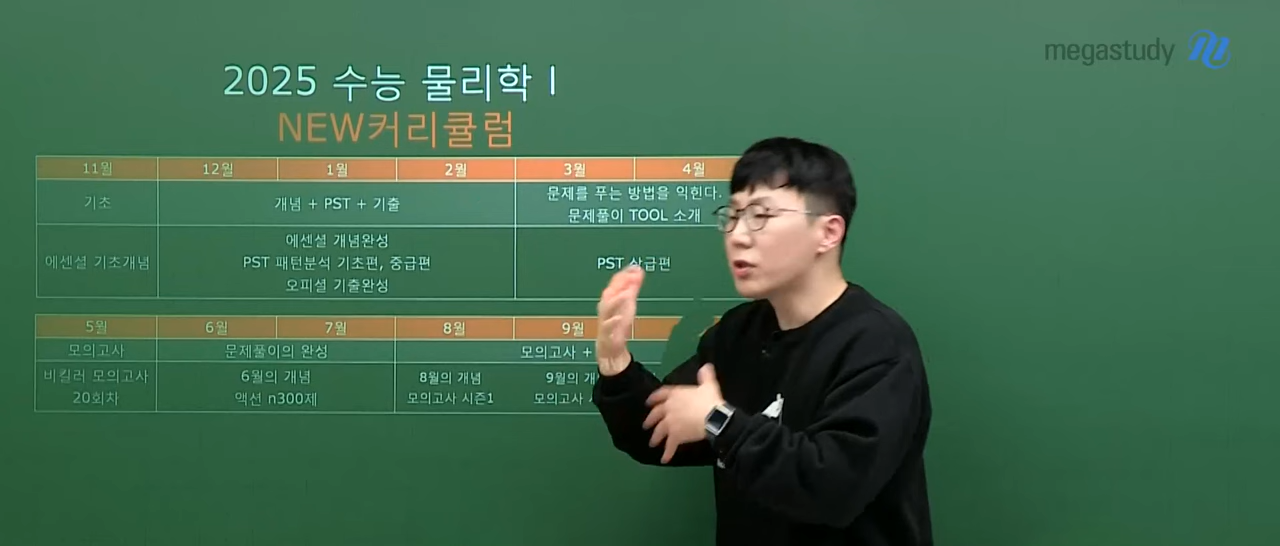 megastudy
2025 수능 물리학 I
NEW커리큘럼
11월 12월 1월 2월 3월 4월
기초 개념 + PST + 기출 문제를 푸는 방법을 익힌다.
문제풀이 TOOL 소개
에센셜 기초개념 에센셜 개념완성
PST 패턴분석 기초편, 중급편 PST 상급편
오피셜 기출완성
5월 6월 7월 8월 9월
모의고사 문제풀이의 완성 모의고사 +
비킬러 모의고사 6월의 개념 8월의 개념 9월의
20회차 액션 n300제 모의고사 시즌1 모의고사